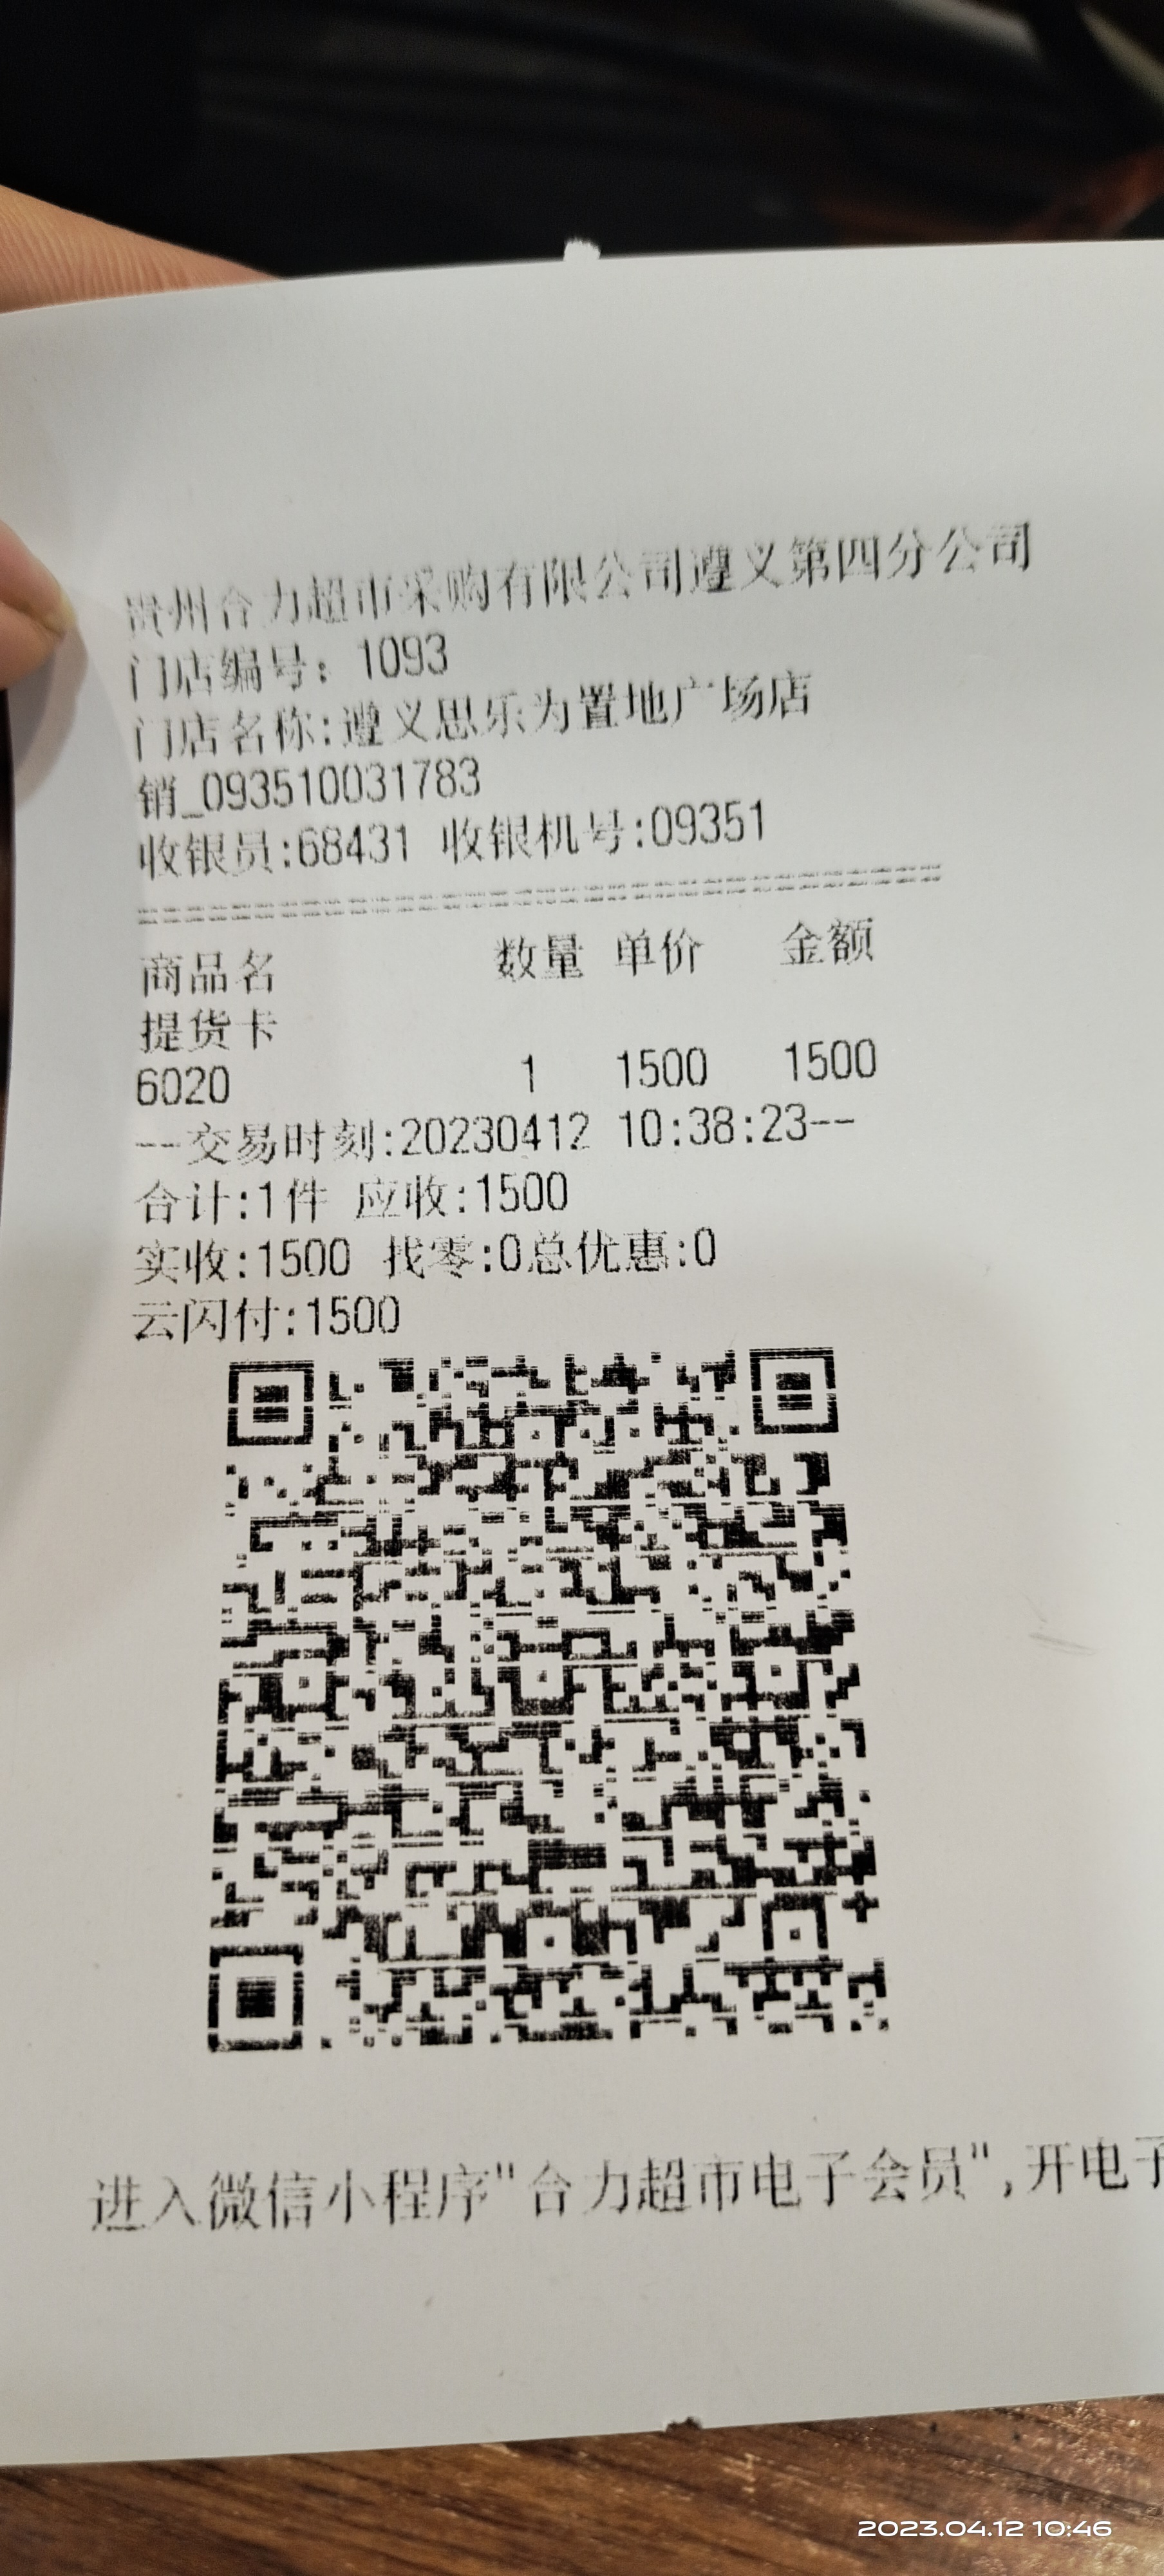 贵州合力超市采购有限公司遵义第四分公司
门店编号: 1093
门店名称:遵义思乐为置地广场店
销_093510031783
收银员:68431 收银机号:09351
商品名 数量 单价 金额
提货卡
6020 1 1500 1500
--交易时刻:20230412 10:38:23--
合计:1件 应收:1500
实收:1500 找零:0总优惠:0
云闪付:1500
进入微信小程序"合力超市电子会员",开电子
2023.04.12 10:46